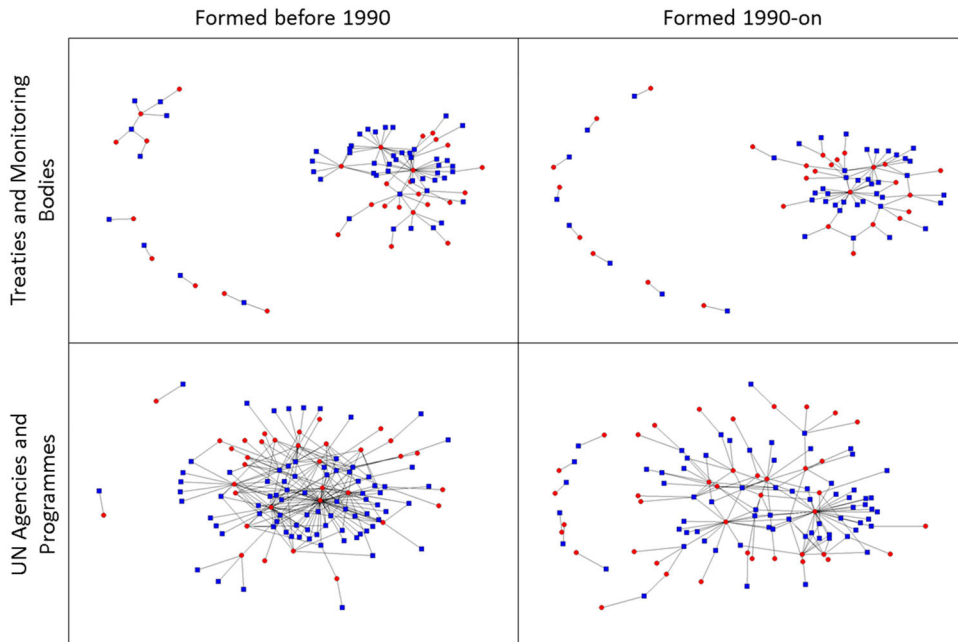 Formed before 1990
Formed 1990-on
Treaties and Monitoring
Bodies
UN Agencies and
Programmes